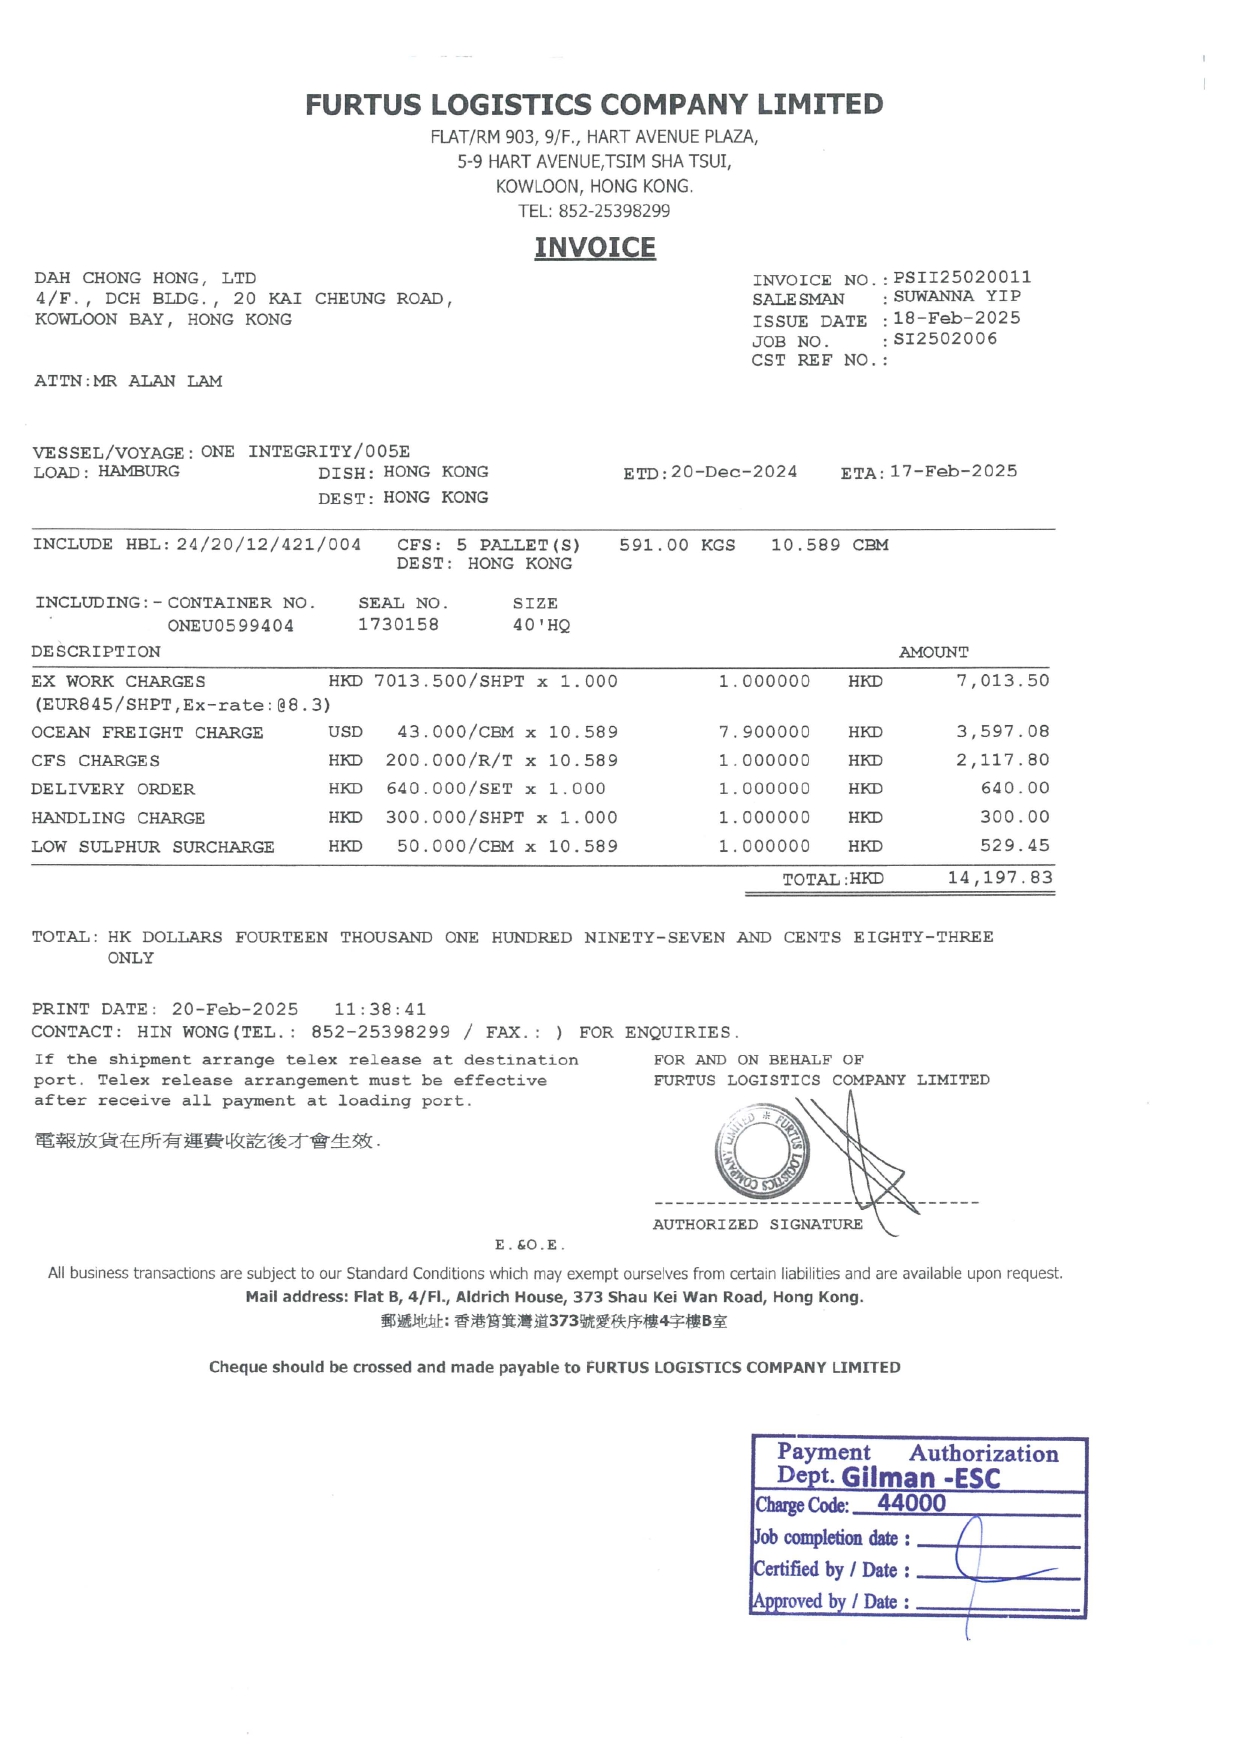 FURTUS LOGISTICS COMPANY LIMITED
FLAT/RM 903, 9/F., HART AVENUE PLAZA,
5-9 HART AVENUE,TSIM SHA TSUI,
KOWLOON, HONG KONG.
TEL: 852-25398299
INVOICE
DAH CHONG HONG, LTD
4/F., DCH BLDG., 20 KAI CHEUNG ROAD,
KOWLOON BAY, HONG KONG
ATTN:MR ALAN LAM
INVOICE NO.:PSII25020011
SALESMAN :SUWANNA YIP
ISSUE DATE :18-Feb-2025
JOB NO. :SI2502006
CST REF NO.:
VESSEL/VOYAGE: ONE INTEGRITY/005E
LOAD: HAMBURG DISH: HONG KONG ETD:20-Dec-2024 ETA:17-Feb-2025
DEST: HONG KONG
INCLUDE HBL: 24/20/12/421/004 CFS: 5 PALLET(S) 591.00 KGS 10.589 CBM
DEST: HONG KONG
INCLUDING:- CONTAINER NO. SEAL NO. SIZE
ONEU0599404 1730158 40'HQ
DESCRIPTION AMOUNT
EX WORK CHARGES HKD 7013.500/SHPT x 1.000 1.000000 HKD 7,013.50
(EUR845/SHPT,Ex-rate:@8.3)
OCEAN FREIGHT CHARGE USD 43.000/CBM x 10.589 7.900000 HKD 3,597.08
CFS CHARGES HKD 200.000/R/T x 10.589 1.000000 HKD 2,117.80
DELIVERY ORDER HKD 640.000/SET x 1.000 1.000000 HKD 640.00
HANDLING CHARGE HKD 300.000/SHPT x 1.000 1.000000 HKD 300.00
LOW SULPHUR SURCHARGE HKD 50.000/CBM x 10.589 1.000000 HKD 529.45
TOTAL:HKD 14,197.83
TOTAL: HK DOLLARS FOURTEEN THOUSAND ONE HUNDRED NINETY-SEVEN AND CENTS EIGHTY-THREE
ONLY
PRINT DATE: 20-Feb-2025 11:38:41
CONTACT: HIN WONG(TEL.: 852-25398299 / FAX.: ) FOR ENQUIRIES.
If the shipment arrange telex release at destination
port. Telex release arrangement must be effective
after receive all payment at loading port.
電報放貨在所有運費收訖後才會生效.
FOR AND ON BEHALF OF
FURTUS LOGISTICS COMPANY LIMITED
FURTUS LOGISTICS COMPANY LIMITED
AUTHORIZED SIGNATURE
E.&O.E.
All business transactions are subject to our Standard Conditions which may exempt ourselves from certain liabilities and are available upon request.
Mail address: Flat B, 4/Fl., Aldrich House, 373 Shau Kei Wan Road, Hong Kong.
郵遞地址: 香港筲箕灣道373號愛秩序樓4字樓B室
Cheque should be crossed and made payable to FURTUS LOGISTICS COMPANY LIMITED
Payment Authorization
Dept. Gilman -ESC
Charge Code: 44000
Job completion date :
Certified by / Date :
Approved by / Date :